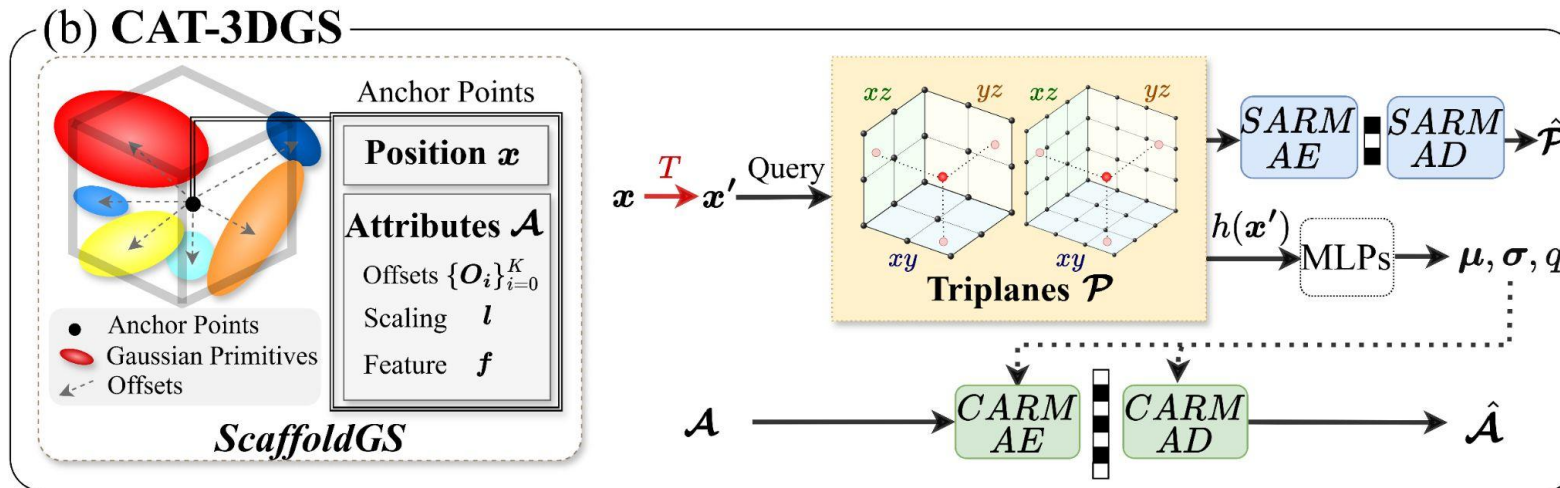 (b) CAT-3DGS
Anchor Points
Position x
Attributes 𝒜
Offsets {O_i}_{i=0}^{K}
Scaling l
Feature f
Anchor Points
Gaussian Primitives
Offsets
ScaffoldGS
x T x′ Query
xz yz xy
xz yz xy
Triplanes 𝒫
SARM
AE
SARM
AD
𝒫̂
h(x′)
MLPs
μ, σ, q
𝒜
CARM
AE
CARM
AD
𝒜̂